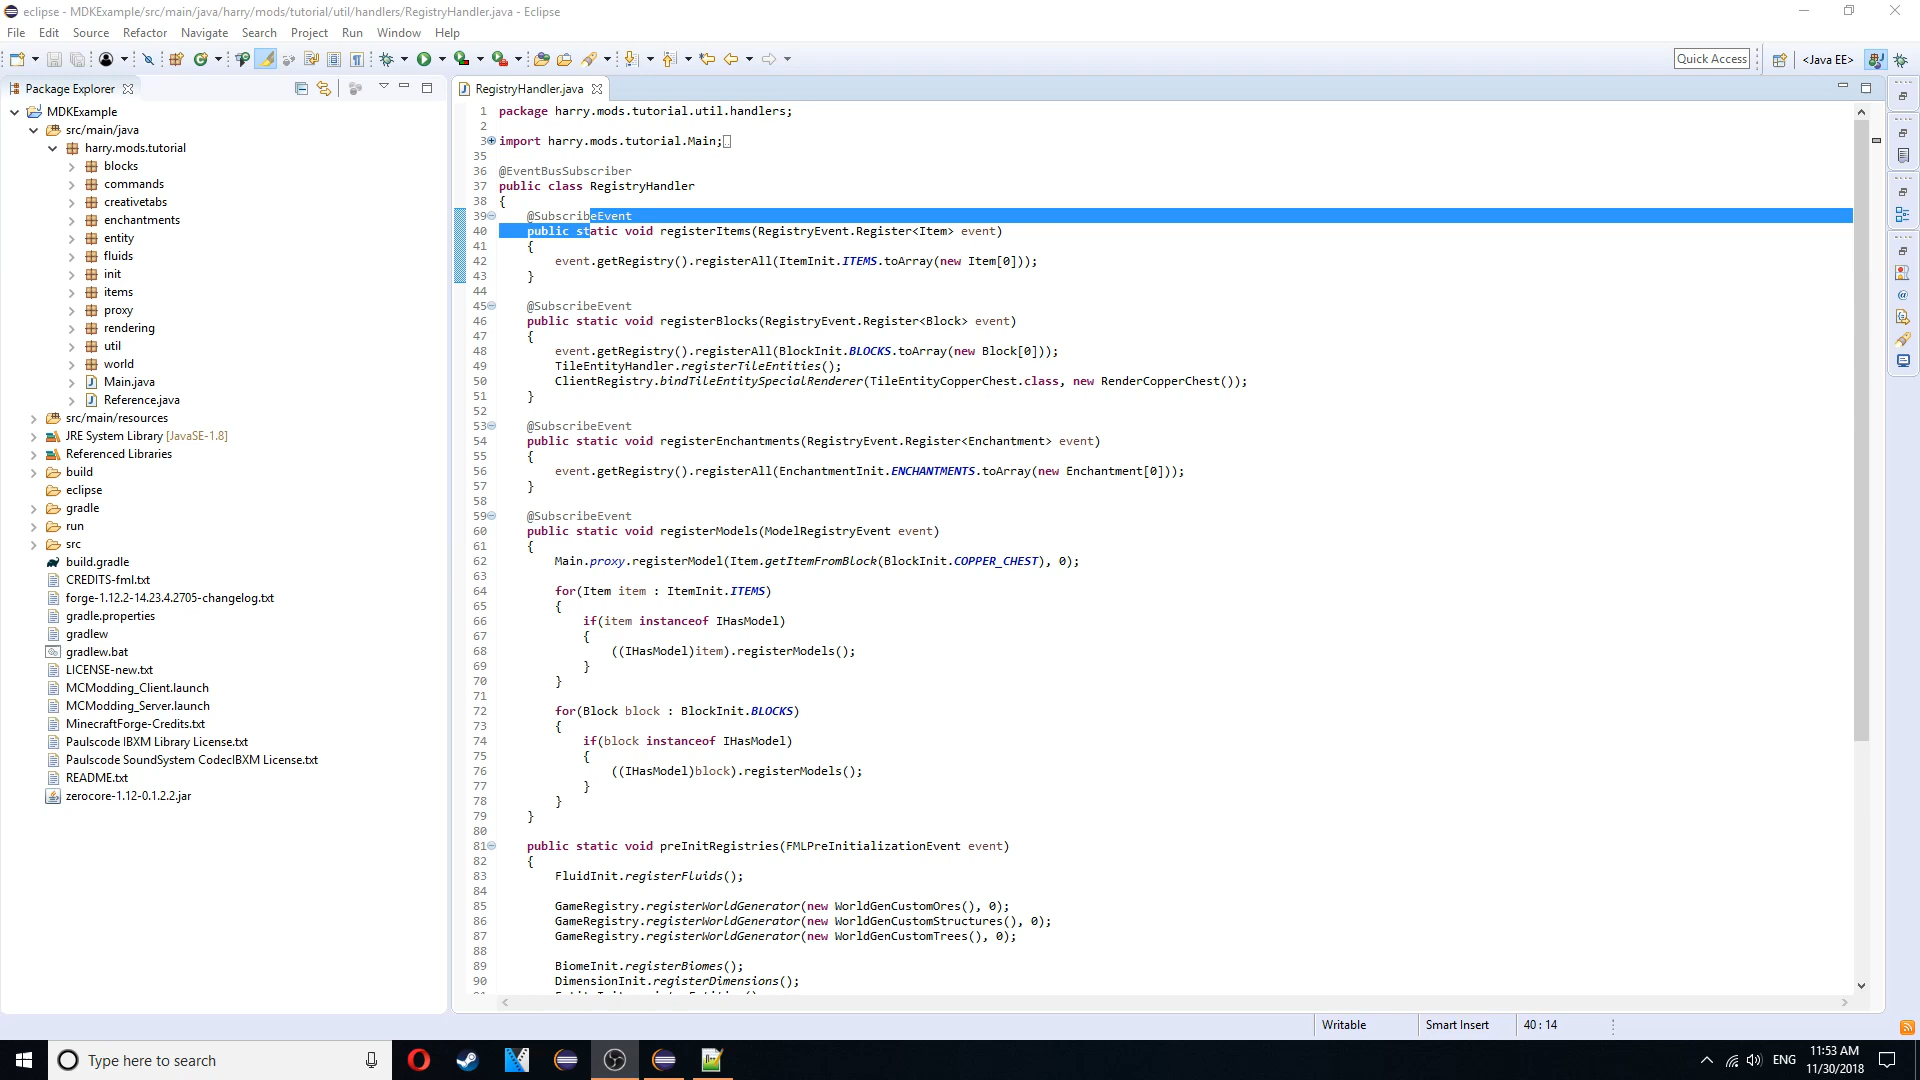 eclipse - MDKExample/src/main/java/harry/mods/tutorial/util/handlers/RegistryHandler.java - Eclipse
File Edit Source Refactor Navigate Search Project Run Window Help
Quick Access <Java EE>
Package Explorer
MDKExample
src/main/java
harry.mods.tutorial
blocks
commands
creativetabs
enchantments
entity
fluids
init
items
proxy
rendering
util
world
Main.java
Reference.java
src/main/resources
JRE System Library [JavaSE-1.8]
Referenced Libraries
build
eclipse
gradle
run
src
build.gradle
CREDITS-fml.txt
forge-1.12.2-14.23.4.2705-changelog.txt
gradle.properties
gradlew
gradlew.bat
LICENSE-new.txt
MCModding_Client.launch
MCModding_Server.launch
MinecraftForge-Credits.txt
Paulscode IBXM Library License.txt
Paulscode SoundSystem CodecIBXM License.txt
README.txt
zerocore-1.12-0.1.2.2.jar
RegistryHandler.java
1 package harry.mods.tutorial.util.handlers;
2
3 import harry.mods.tutorial.Main;
35
36 @EventBusSubscriber
37 public class RegistryHandler
38 {
39 @SubscribeEvent
40 public static void registerItems(RegistryEvent.Register<Item> event)
41 {
42 event.getRegistry().registerAll(ItemInit.ITEMS.toArray(new Item[0]));
43 }
44
45 @SubscribeEvent
46 public static void registerBlocks(RegistryEvent.Register<Block> event)
47 {
48 event.getRegistry().registerAll(BlockInit.BLOCKS.toArray(new Block[0]));
49 TileEntityHandler.registerTileEntities();
50 ClientRegistry.bindTileEntitySpecialRenderer(TileEntityCopperChest.class, new RenderCopperChest());
51 }
52
53 @SubscribeEvent
54 public static void registerEnchantments(RegistryEvent.Register<Enchantment> event)
55 {
56 event.getRegistry().registerAll(EnchantmentInit.ENCHANTMENTS.toArray(new Enchantment[0]));
57 }
58
59 @SubscribeEvent
60 public static void registerModels(ModelRegistryEvent event)
61 {
62 Main.proxy.registerModel(Item.getItemFromBlock(BlockInit.COPPER_CHEST), 0);
63
64 for(Item item : ItemInit.ITEMS)
65 {
66 if(item instanceof IHasModel)
67 {
68 ((IHasModel)item).registerModels();
69 }
70 }
71
72 for(Block block : BlockInit.BLOCKS)
73 {
74 if(block instanceof IHasModel)
75 {
76 ((IHasModel)block).registerModels();
77 }
78 }
79 }
80
81 public static void preInitRegistries(FMLPreInitializationEvent event)
82 {
83 FluidInit.registerFluids();
84
85 GameRegistry.registerWorldGenerator(new WorldGenCustomOres(), 0);
86 GameRegistry.registerWorldGenerator(new WorldGenCustomStructures(), 0);
87 GameRegistry.registerWorldGenerator(new WorldGenCustomTrees(), 0);
88
89 BiomeInit.registerBiomes();
90 DimensionInit.registerDimensions();
Writable Smart Insert 40 : 14
Type here to search
ENG
11:53 AM
11/30/2018